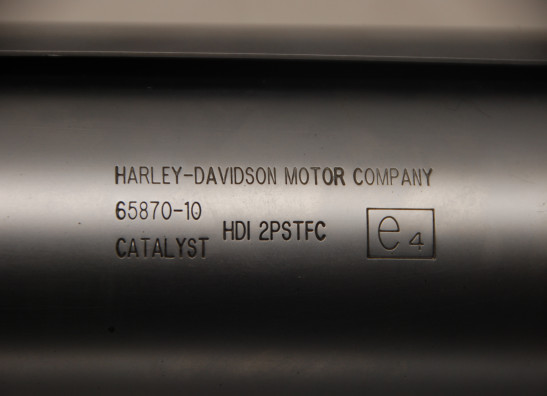 HARLEY-DAVIDSON MOTOR COMPANY
65870-10
CATALYST HDI 2PSTFC
e4